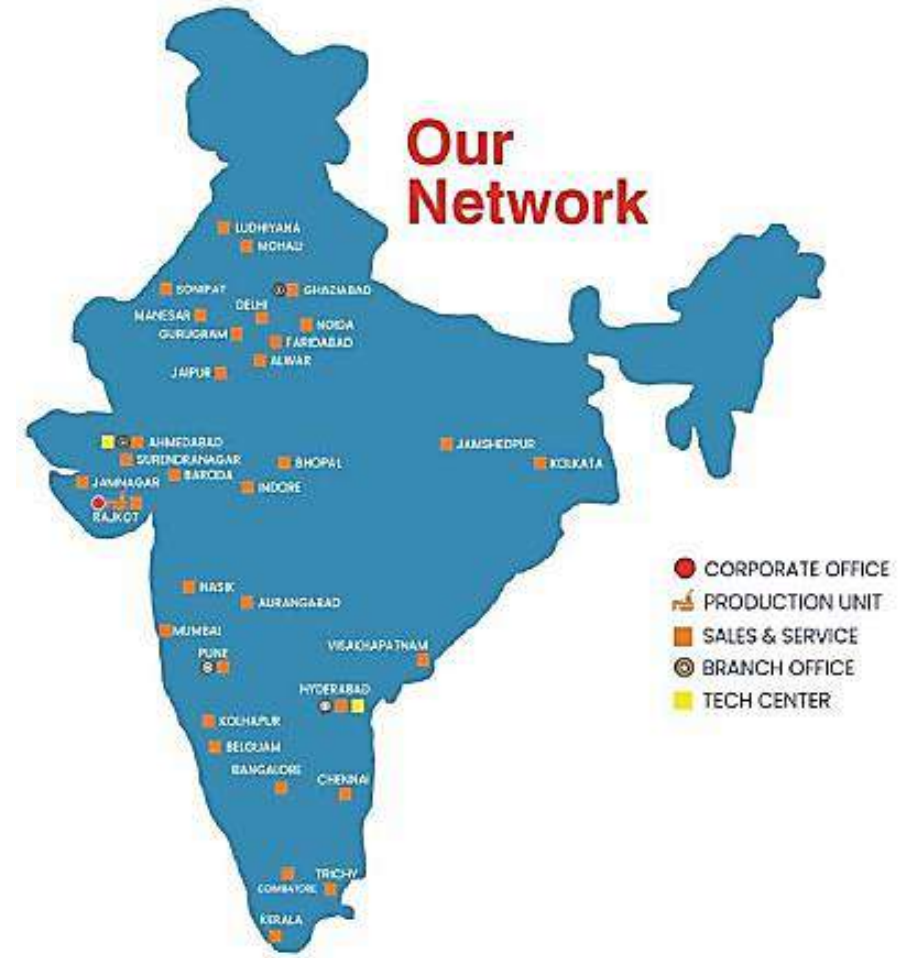 Our
Network
LUDHIYANA
MOHALI
SONIPAT
GHAZIABAD
DELHI
MANESAR
NOIDA
GURUGRAM
FARIDABAD
ALWAR
JAIPUR
AHMEDABAD
JAMSHEDPUR
SURENDRANAGAR
BHOPAL
KOLKATA
BARODA
JAMNAGAR
INDORE
RAJKOT
CORPORATE OFFICE
NASIK
AURANGABAD
PRODUCTION UNIT
MUMBAI
SALES & SERVICE
VISAKHAPATNAM
PUNE
BRANCH OFFICE
HYDERABAD
TECH CENTER
KOLHAPUR
BELGUAM
BANGALORE
CHENNAI
TRICHY
COIMBATORE
KERALA